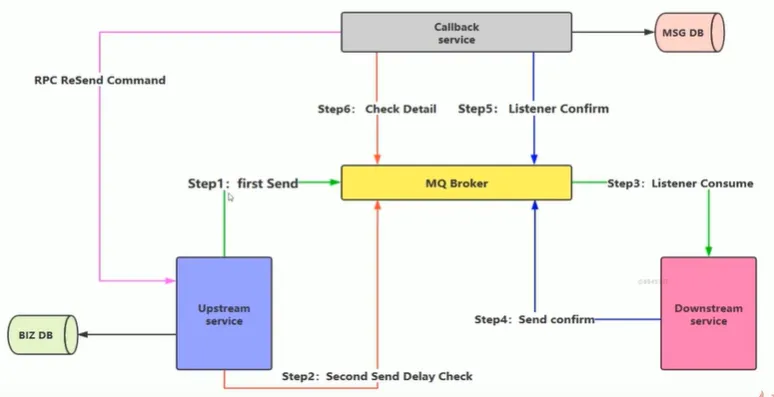 Callback
service
MSG DB
RPC ReSend Command
Step6： Check Detail
Step5： Listener Confirm
Step1：first Send
MQ Broker
Step3：Listener Consume
Upstream
service
Downstream
service
Step4：Send confirm
BIZ DB
Step2：Second Send Delay Check